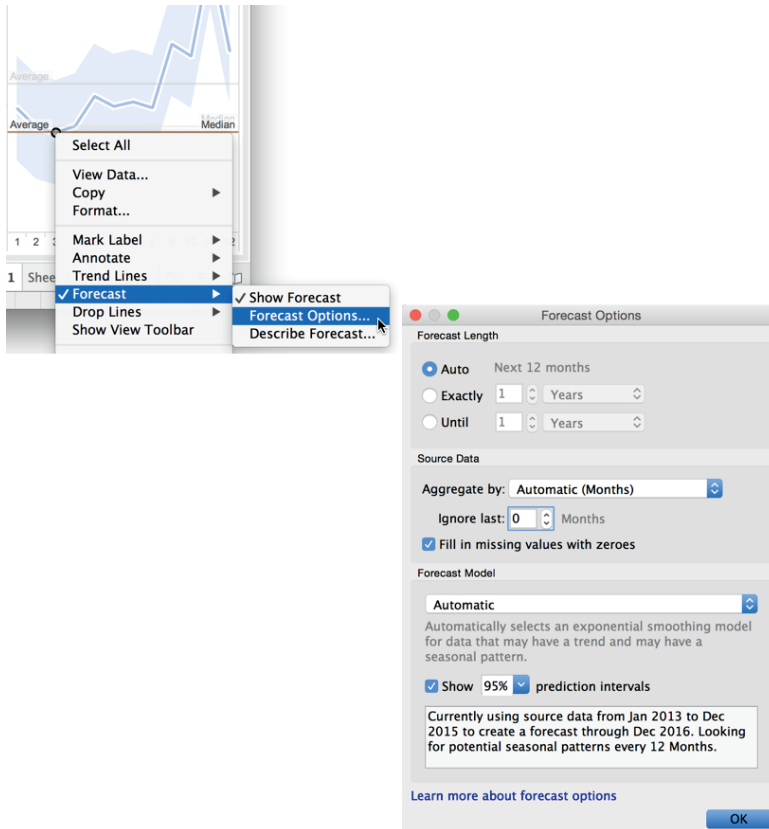 Average
Average
Median
Median
Select All
View Data...
Copy
Format...
1 2
2
Mark Label
Annotate
1 Shee
Trend Lines
✓ Forecast
Drop Lines
Show View Toolbar
✓ Show Forecast
Forecast Options...
Describe Forecast...
Forecast Options
Forecast Length
Auto Next 12 months
Exactly 1 Years
Until 1 Years
Source Data
Aggregate by: Automatic (Months)
Ignore last: 0 Months
Fill in missing values with zeroes
Forecast Model
Automatic
Automatically selects an exponential smoothing model
for data that may have a trend and may have a
seasonal pattern.
Show 95% prediction intervals
Currently using source data from Jan 2013 to Dec
2015 to create a forecast through Dec 2016. Looking
for potential seasonal patterns every 12 Months.
Learn more about forecast options
OK